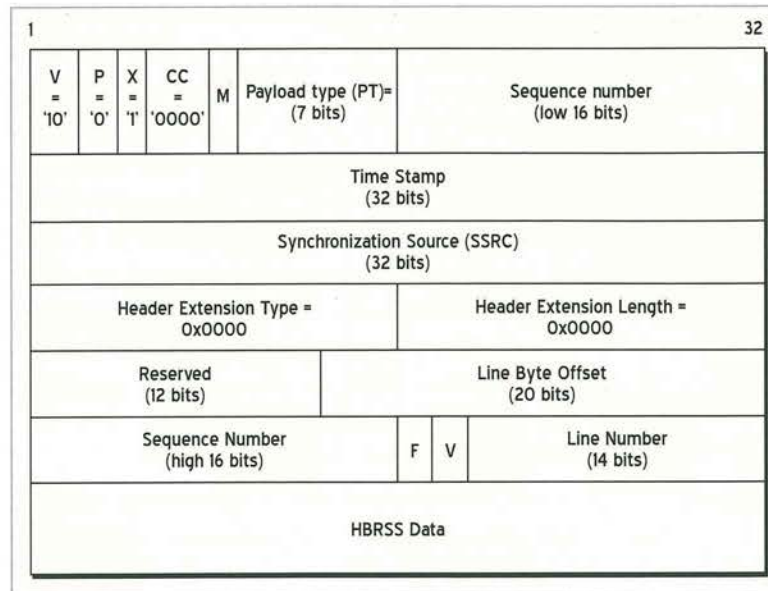 1 32
V P X CC M Payload type (PT)= Sequence number
= = = = (7 bits) (low 16 bits)
'10' '0' '1' '0000'
Time Stamp
(32 bits)
Synchronization Source (SSRC)
(32 bits)
Header Extension Type = Header Extension Length =
0x0000 0x0000
Reserved Line Byte Offset
(12 bits) (20 bits)
Sequence Number F V Line Number
(high 16 bits) (14 bits)
HBRSS Data